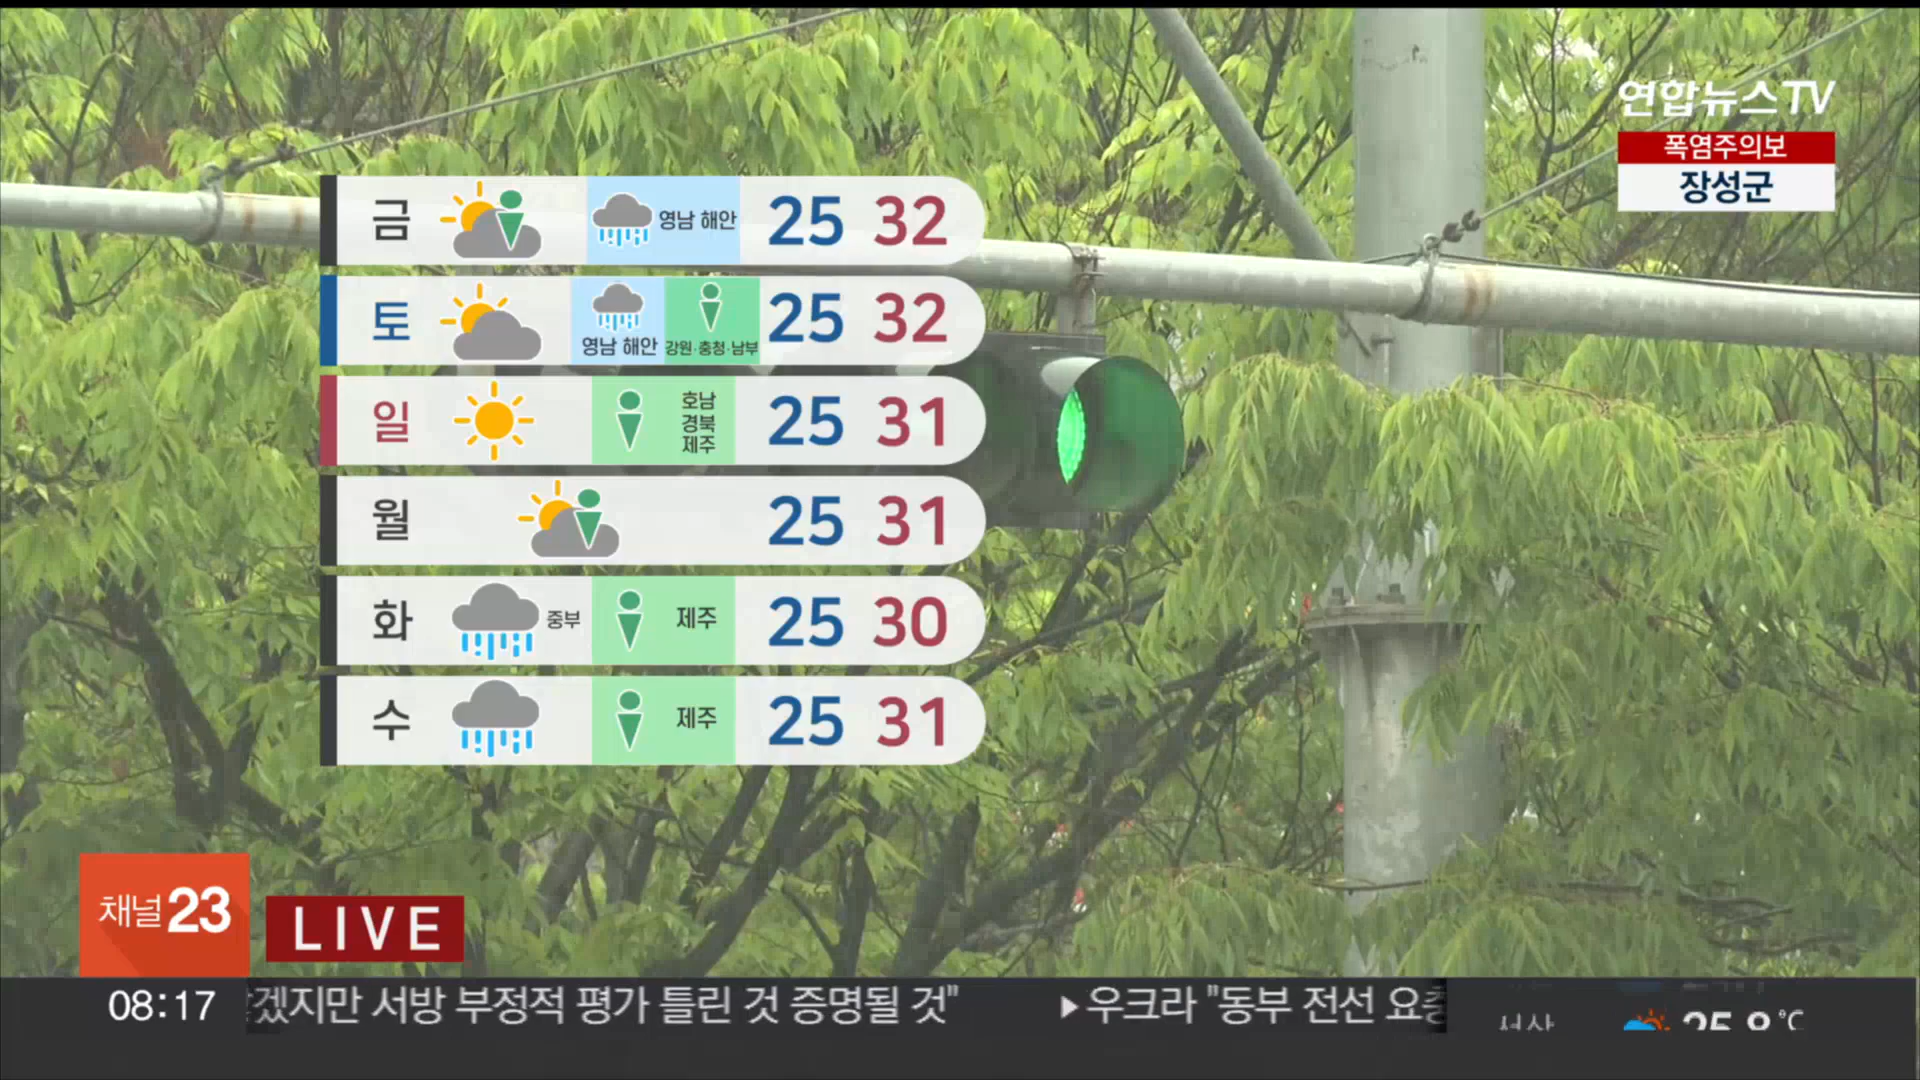 연합뉴스TV
폭염주의보
장성군
금 영남 해안 25 32
토 영남 해안 강원·충청·남부 25 32
일 호남 경북 제주 25 31
월 25 31
화 중부 제주 25 30
수 제주 25 31
채널 23
LIVE
08:17 겠지만 서방 부정적 평가 틀린 것 증명될 것" ▶우크라 "동부 전선 요